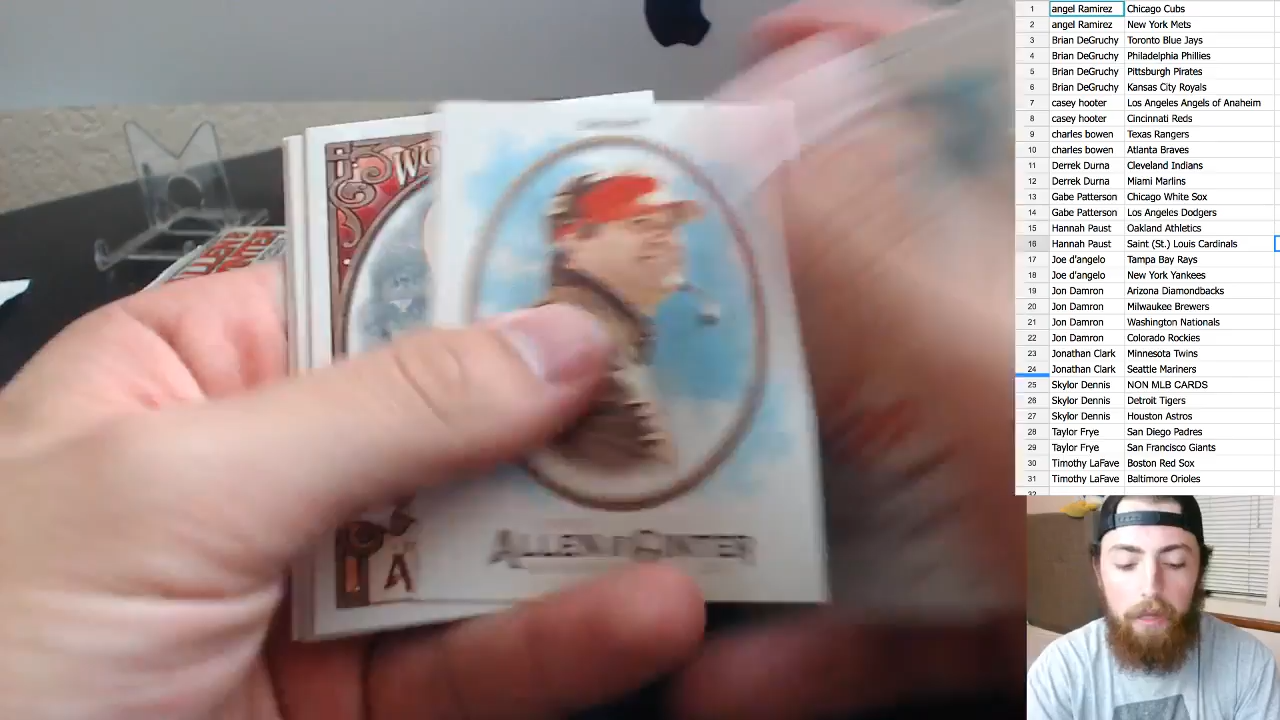 1 angel Ramirez Chicago Cubs
2 angel Ramirez New York Mets
3 Brian DeGruchy Toronto Blue Jays
4 Brian DeGruchy Philadelphia Phillies
5 Brian DeGruchy Pittsburgh Pirates
6 Brian DeGruchy Kansas City Royals
7 casey hooter Los Angeles Angels of Anaheim
8 casey hooter Cincinnati Reds
9 charles bowen Texas Rangers
10 charles bowen Atlanta Braves
11 Derrek Durna Cleveland Indians
12 Derrek Durna Miami Marlins
13 Gabe Patterson Chicago White Sox
14 Gabe Patterson Los Angeles Dodgers
15 Hannah Paust Oakland Athletics
16 Hannah Paust Saint (St.) Louis Cardinals
17 Joe d'angelo Tampa Bay Rays
18 Joe d'angelo New York Yankees
19 Jon Damron Arizona Diamondbacks
20 Jon Damron Milwaukee Brewers
21 Jon Damron Washington Nationals
22 Jon Damron Colorado Rockies
23 Jonathan Clark Minnesota Twins
24 Jonathan Clark Seattle Mariners
25 Skylor Dennis NON MLB CARDS
26 Skylor Dennis Detroit Tigers
27 Skylor Dennis Houston Astros
28 Taylor Frye San Diego Padres
29 Taylor Frye San Francisco Giants
30 Timothy LaFave Boston Red Sox
31 Timothy LaFave Baltimore Orioles
WO
A
ALLEN & GINTER